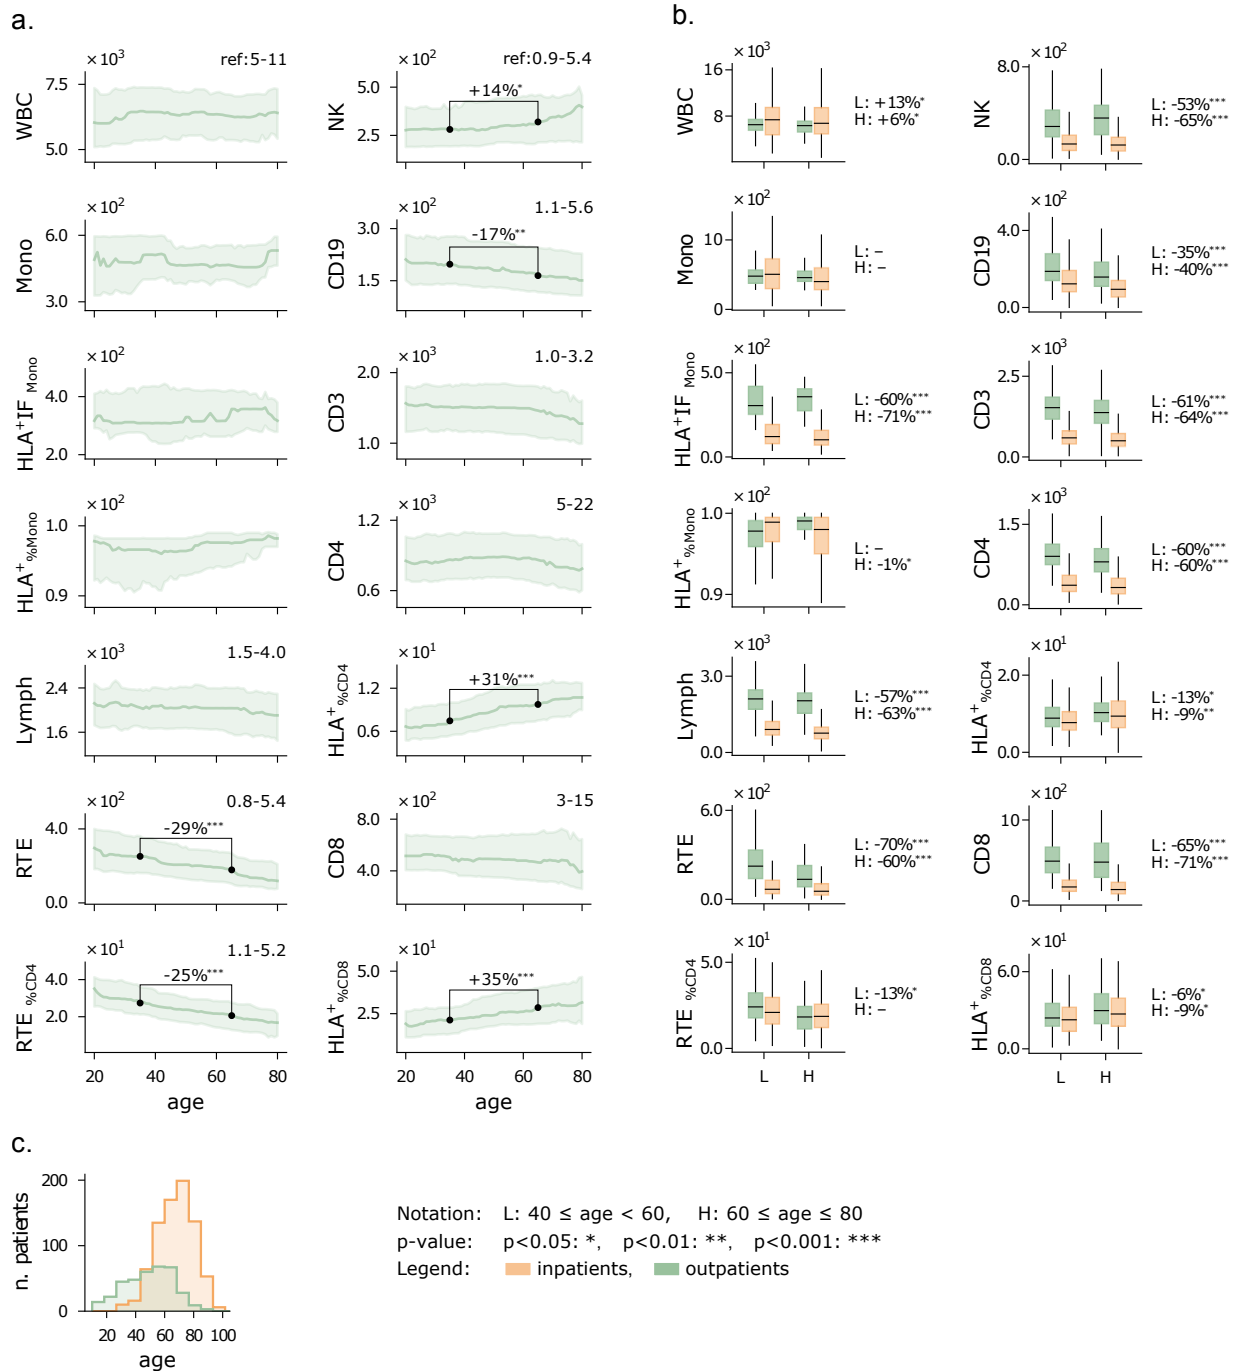 a.
×10³
ref:5-11
7.5
5.0
WBC
×10²
ref:0.9-5.4
5.0
2.5
NK
+14%*
×10²
6.0
3.0
Mono
×10²
1.1-5.6
3.0
1.5
CD19
-17%**
×10²
4.0
2.0
HLA⁺IF Mono
×10³
1.0-3.2
2.0
1.0
CD3
×10²
1.0
0.9
HLA⁺%Mono
×10³
5-22
1.2
0.6
CD4
×10³
1.5-4.0
2.4
1.6
Lymph
×10¹
1.2
0.6
HLA⁺%CD4
+31%***
×10²
0.8-5.4
4.0
0.0
RTE
-29%***
×10²
3-15
8.0
4.0
CD8
×10¹
1.1-5.2
4.0
2.0
RTE %CD4
-25%***
20 40 60 80
age
×10¹
5.0
2.5
HLA⁺%CD8
+35%***
20 40 60 80
age
b.
×10³
16
8
WBC
L: +13%*
H: +6%*
×10²
8.0
0.0
NK
L: -53%***
H: -65%***
×10²
10
0
Mono
L: –
H: –
×10²
4.0
0.0
CD19
L: -35%***
H: -40%***
×10²
5.0
0.0
HLA⁺IF Mono
L: -60%***
H: -71%***
×10³
2.5
0.0
CD3
L: -61%***
H: -64%***
×10²
1.0
0.9
HLA⁺%Mono
L: –
H: -1%*
×10³
1.5
0.0
CD4
L: -60%***
H: -60%***
×10³
3.0
0.0
Lymph
L: -57%***
H: -63%***
×10¹
2.0
0.0
HLA⁺%CD4
L: -13%*
H: -9%**
×10²
6.0
0.0
RTE
L: -70%***
H: -60%***
×10²
10
0
CD8
L: -65%***
H: -71%***
×10¹
5.0
0.0
RTE %CD4
L: -13%*
H: –
L H
×10¹
6.0
0.0
HLA⁺%CD8
L: -6%*
H: -9%*
L H
c.
200
100
0
n. patients
20 40 60 80 100
age
Notation: L: 40 ≤ age < 60, H: 60 ≤ age ≤ 80
p-value: p<0.05: *, p<0.01: **, p<0.001: ***
Legend: inpatients, outpatients